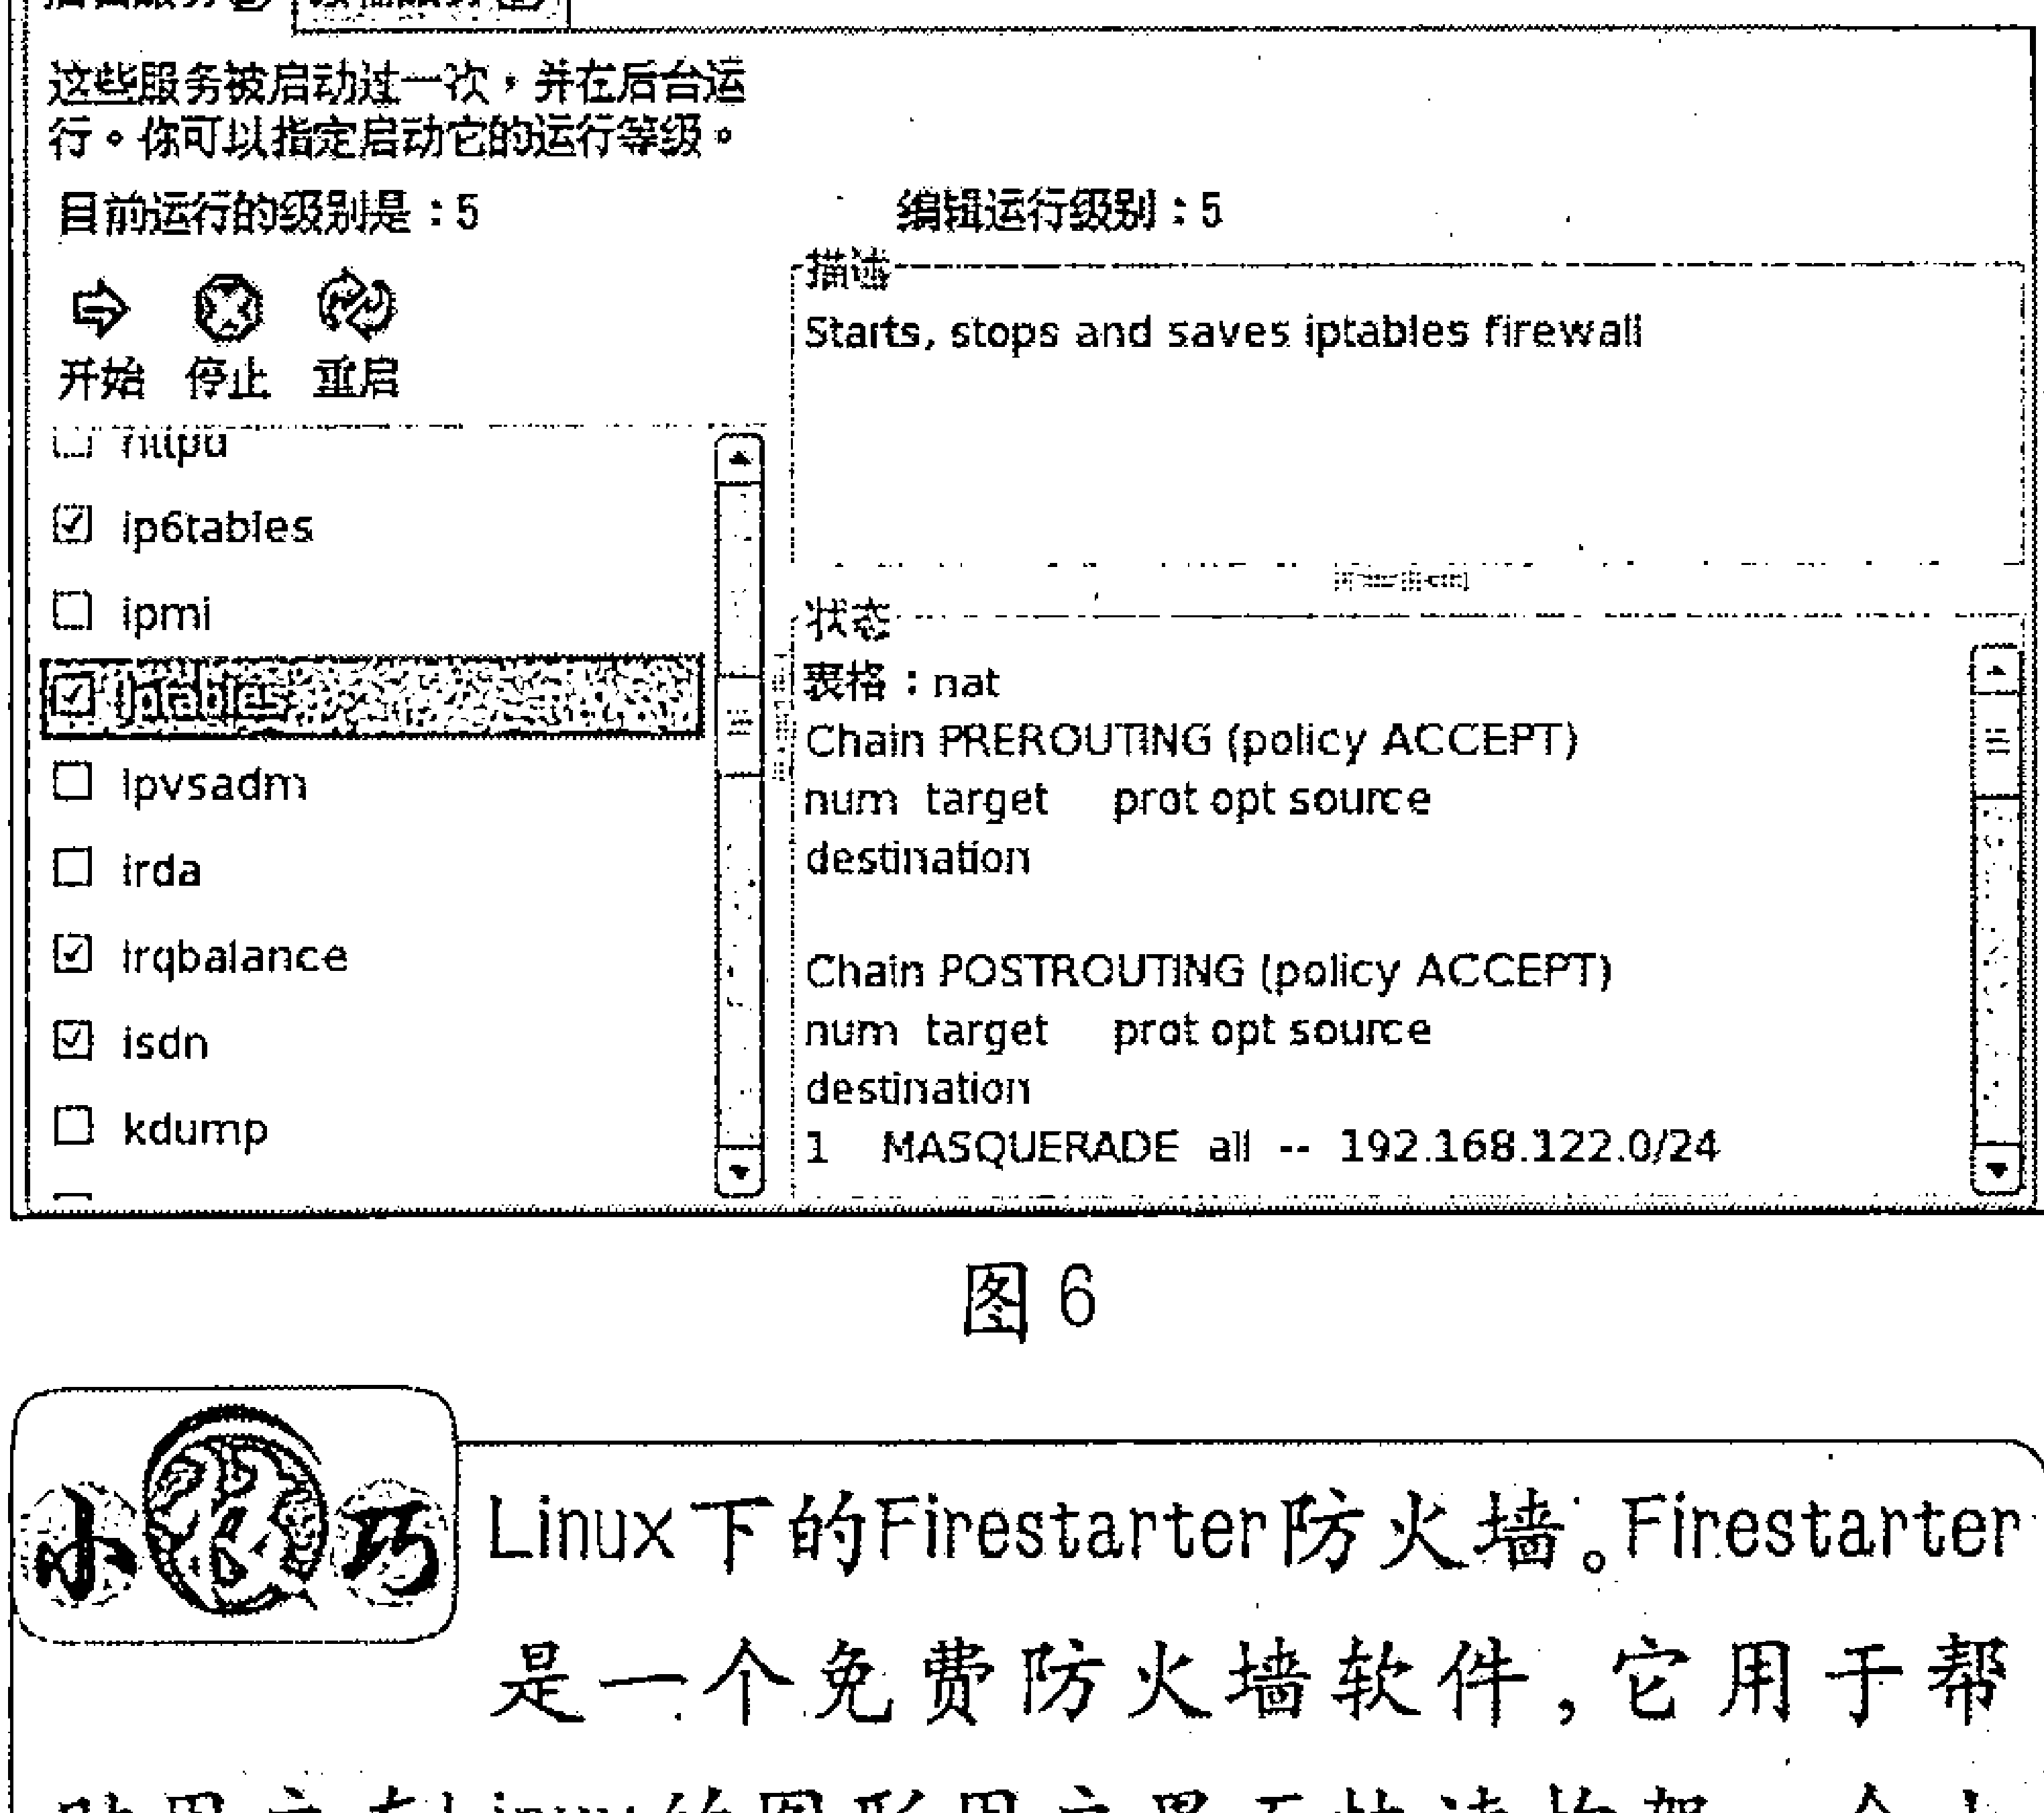 这些服务被启动过一次，并在后台运
行。你可以指定启动它的运行等级。
目前运行的级别是：5
开始 停止 重启
ip6tables
ipmi
iptables
ipvsadm
irda
irqbalance
isdn
kdump
编辑运行级别：5
描述
Starts, stops and saves iptables firewall
状态
表格：nat
Chain PREROUTING (policy ACCEPT)
num target prot opt source
destination
Chain POSTROUTING (policy ACCEPT)
num target prot opt source
destination
1 MASQUERADE all -- 192.168.122.0/24
图 6
小 巧
Linux下的Firestarter防火墙。Firestarter
是一个免费防火墙软件，它用于帮